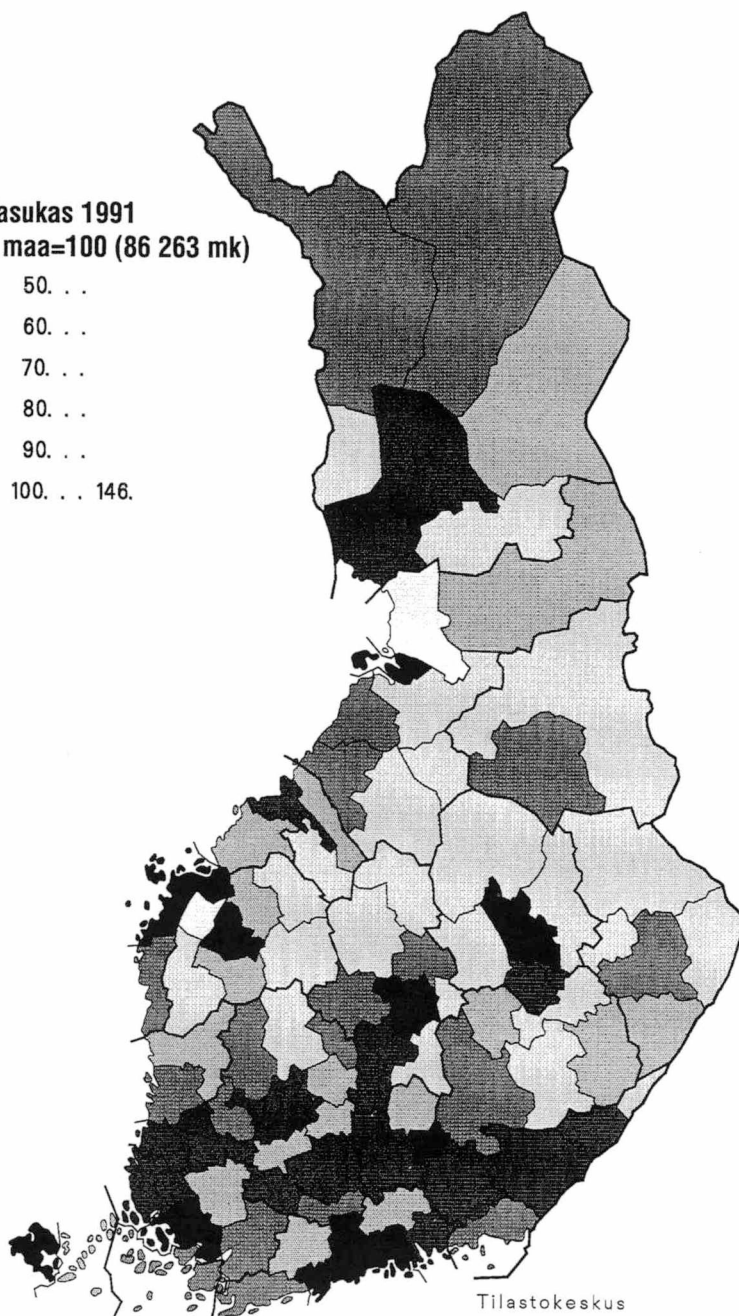 asukas 1991
maa=100 (86 263 mk)
50. . .
60. . .
70. . .
80. . .
90. . .
100. . . 146.
Tilastokeskus